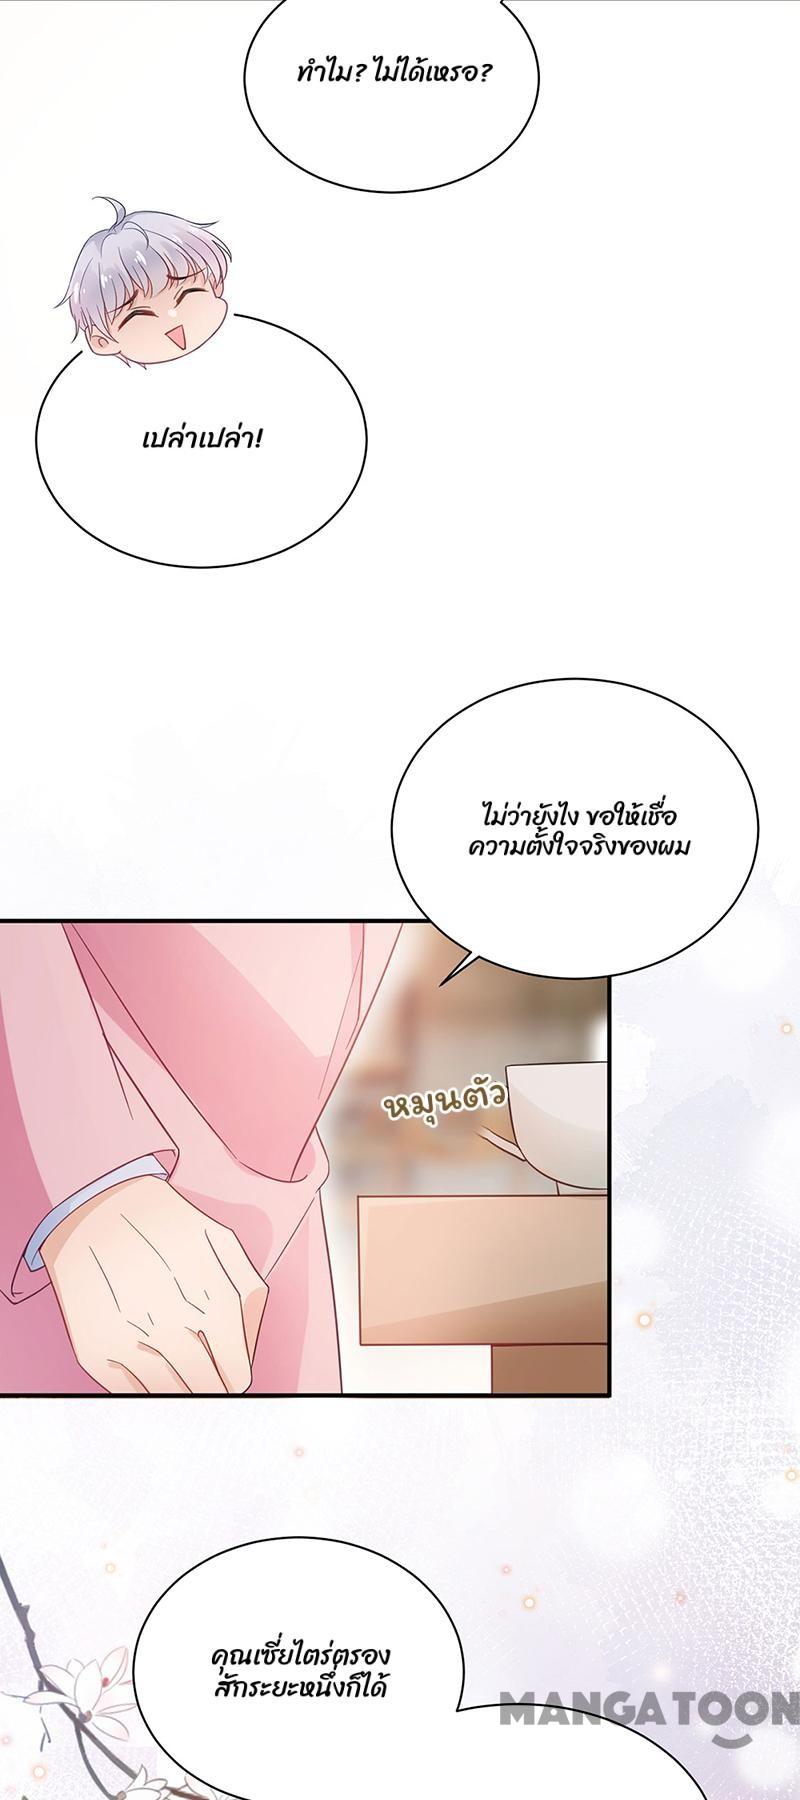 ทำไม? ไม่ได้เหรอ?
เปล่าเปล่า!
ไม่ว่ายังไง ขอให้เชื่อ
ความตั้งใจจริงของผม
หมุนตัว
คุณเซี่ยไตร่ตรอง
สักระยะหนึ่งก็ได้
MANGATOON